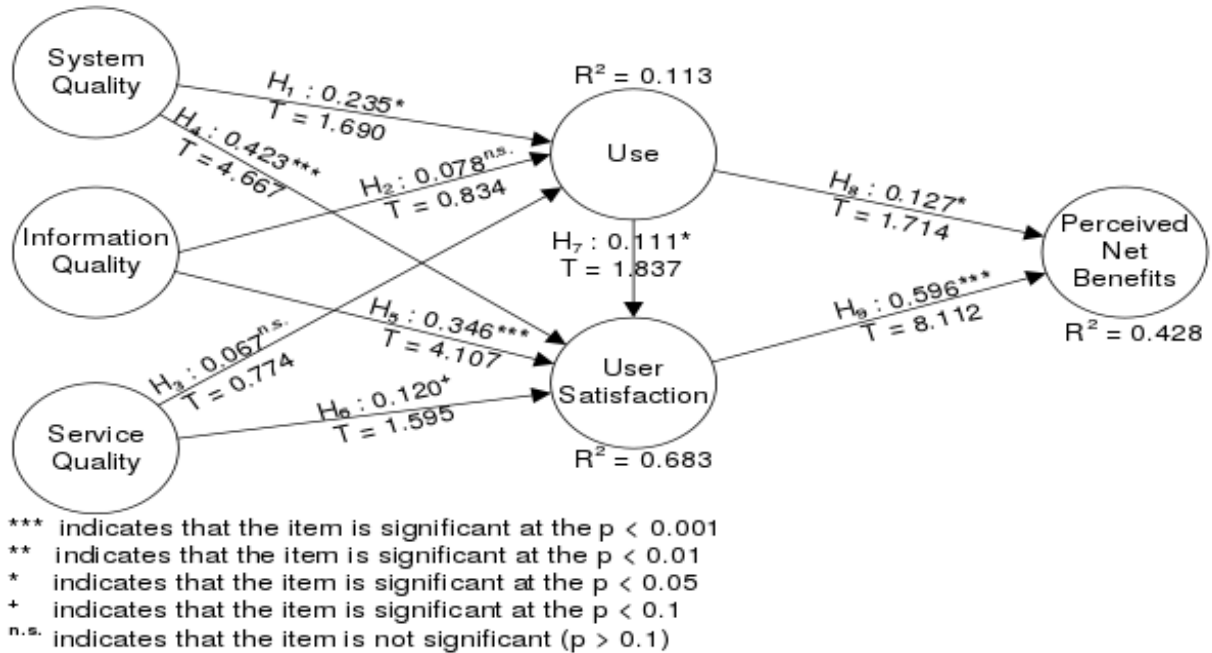 System
Quality
Information
Quality
Service
Quality
H₁ : 0.235*
T = 1.690
H₄ : 0.423***
T = 4.667
H₂ : 0.078ⁿ·ˢ·
T = 0.834
H₅ : 0.346***
T = 4.107
H₃ : 0.067ⁿ·ˢ·
T = 0.774
H₆ : 0.120⁺
T = 1.595
R² = 0.113
Use
H₇ : 0.111*
T = 1.837
User
Satisfaction
R² = 0.683
H₈ : 0.127*
T = 1.714
H₉ : 0.596***
T = 8.112
Perceived
Net
Benefits
R² = 0.428
*** indicates that the item is significant at the p < 0.001
** indicates that the item is significant at the p < 0.01
* indicates that the item is significant at the p < 0.05
⁺ indicates that the item is significant at the p < 0.1
ⁿ·ˢ· indicates that the item is not significant (p > 0.1)